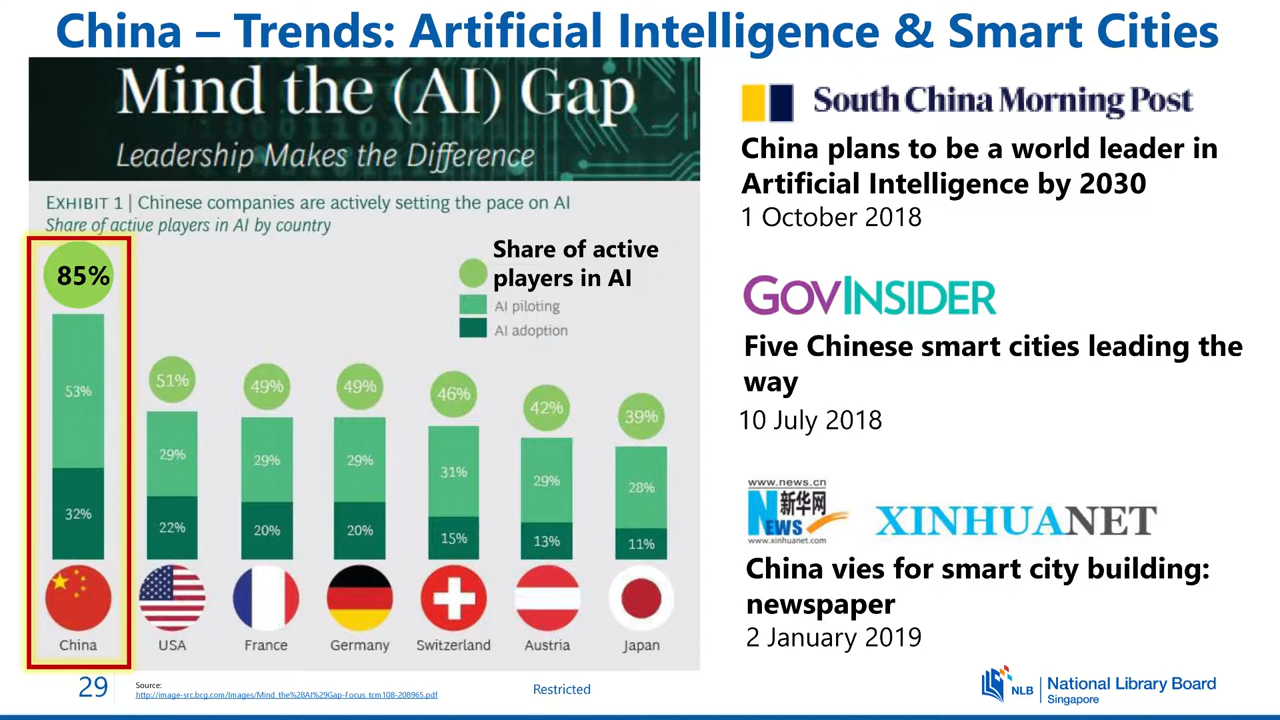 China – Trends: Artificial Intelligence & Smart Cities
Mind the (AI) Gap
Leadership Makes the Difference
EXHIBIT 1 | Chinese companies are actively setting the pace on AI
Share of active players in AI by country
Share of active
players in AI
AI piloting
AI adoption
85%
53%
32%
China
51%
29%
22%
USA
49%
29%
20%
France
49%
29%
20%
Germany
46%
31%
15%
Switzerland
42%
29%
13%
Austria
39%
28%
11%
Japan
South China Morning Post
China plans to be a world leader in
Artificial Intelligence by 2030
1 October 2018
GOVINSIDER
Five Chinese smart cities leading the
way
10 July 2018
www.news.cn
新华网
NEWS
www.xinhuanet.com
XINHUANET
China vies for smart city building:
newspaper
2 January 2019
29
Source:
http://image-src.bcg.com/Images/Mind_the%28AI%29Gap-Focus_tcm108-208965.pdf
Restricted
NLB
National Library Board
Singapore